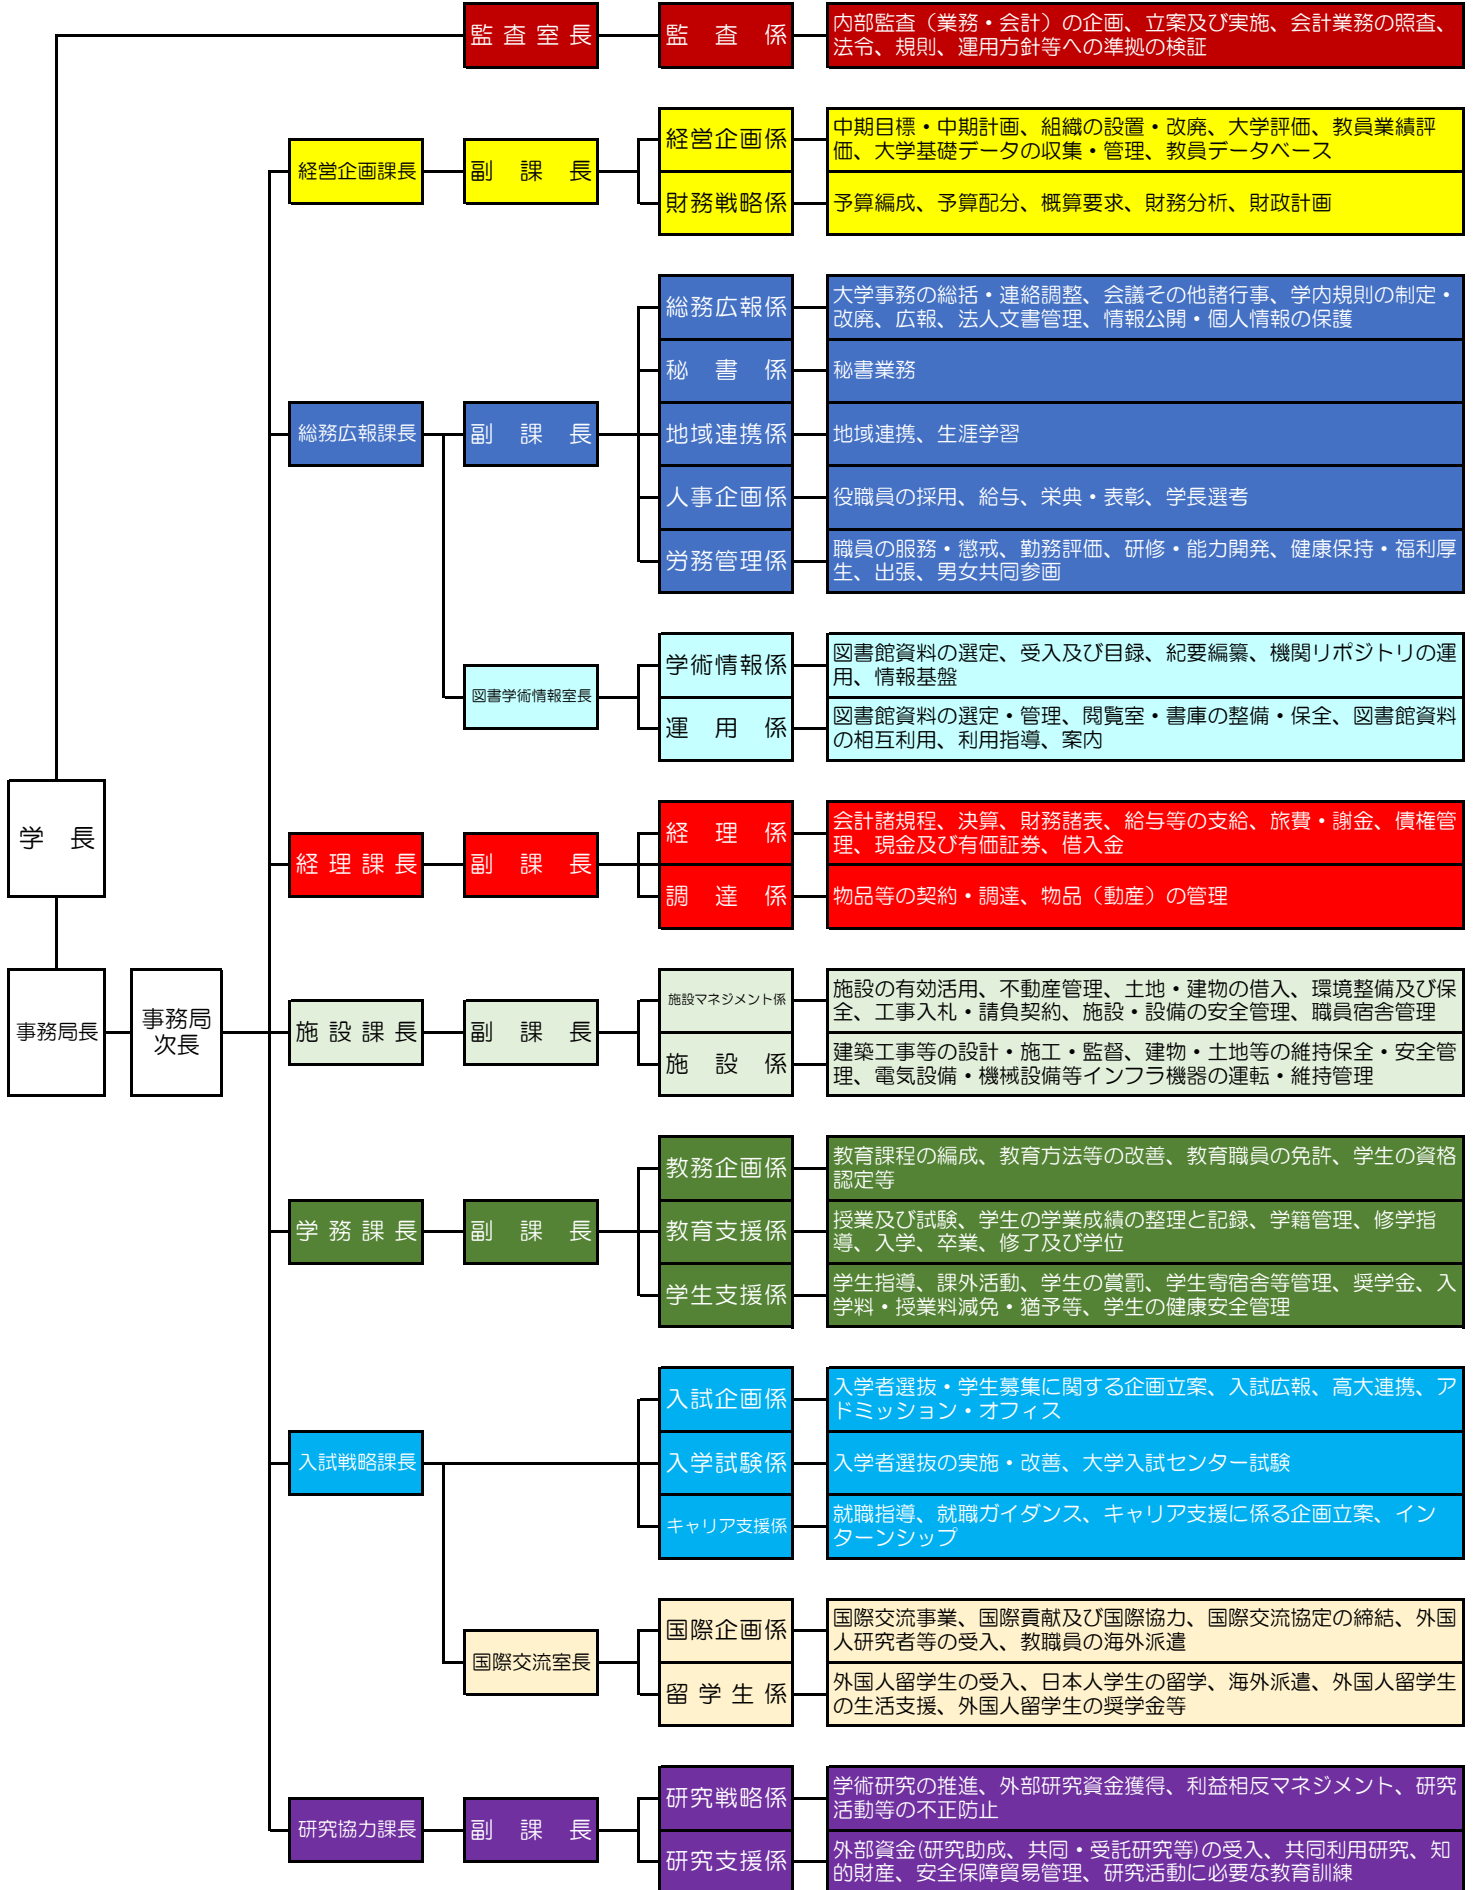 監査室長
監査係
内部監査（業務・会計）の企画、立案及び実施、会計業務の照査、
法令、規則、運用方針等への準拠の検証
経営企画課長
副課長
経営企画係
中期目標・中期計画、組織の設置・改廃、大学評価、教員業績評
価、大学基礎データの収集・管理、教員データベース
財務戦略係
予算編成、予算配分、概算要求、財務分析、財政計画
総務広報課長
副課長
総務広報係
大学事務の総括・連絡調整、会議その他諸行事、学内規則の制定・
改廃、広報、法人文書管理、情報公開・個人情報の保護
秘書係
秘書業務
地域連携係
地域連携、生涯学習
人事企画係
役職員の採用、給与、栄典・表彰、学長選考
労務管理係
職員の服務・懲戒、勤務評価、研修・能力開発、健康保持・福利厚
生、出張、男女共同参画
図書学術情報室長
学術情報係
図書館資料の選定、受入及び目録、紀要編纂、機関リポジトリの運
用、情報基盤
運用係
図書館資料の選定・管理、閲覧室・書庫の整備・保全、図書館資料
の相互利用、利用指導、案内
学長
経理課長
副課長
経理係
会計諸規程、決算、財務諸表、給与等の支給、旅費・謝金、債権管
理、現金及び有価証券、借入金
調達係
物品等の契約・調達、物品（動産）の管理
事務局長
事務局
次長
施設課長
副課長
施設マネジメント係
施設の有効活用、不動産管理、土地・建物の借入、環境整備及び保
全、工事入札・請負契約、施設・設備の安全管理、職員宿舎管理
施設係
建築工事等の設計・施工・監督、建物・土地等の維持保全・安全管
理、電気設備・機械設備等インフラ機器の運転・維持管理
学務課長
副課長
教務企画係
教育課程の編成、教育方法等の改善、教育職員の免許、学生の資格
認定等
教育支援係
授業及び試験、学生の学業成績の整理と記録、学籍管理、修学指
導、入学、卒業、修了及び学位
学生支援係
学生指導、課外活動、学生の賞罰、学生寄宿舎等管理、奨学金、入
学料・授業料減免・猶予等、学生の健康安全管理
入試戦略課長
入試企画係
入学者選抜・学生募集に関する企画立案、入試広報、高大連携、ア
ドミッション・オフィス
入学試験係
入学者選抜の実施・改善、大学入試センター試験
キャリア支援係
就職指導、就職ガイダンス、キャリア支援に係る企画立案、イン
ターンシップ
国際交流室長
国際企画係
国際交流事業、国際貢献及び国際協力、国際交流協定の締結、外国
人研究者等の受入、教職員の海外派遣
留学生係
外国人留学生の受入、日本人学生の留学、海外派遣、外国人留学生
の生活支援、外国人留学生の奨学金等
研究協力課長
副課長
研究戦略係
学術研究の推進、外部研究資金獲得、利益相反マネジメント、研究
活動等の不正防止
研究支援係
外部資金(研究助成、共同・受託研究等)の受入、共同利用研究、知
的財産、安全保障貿易管理、研究活動に必要な教育訓練